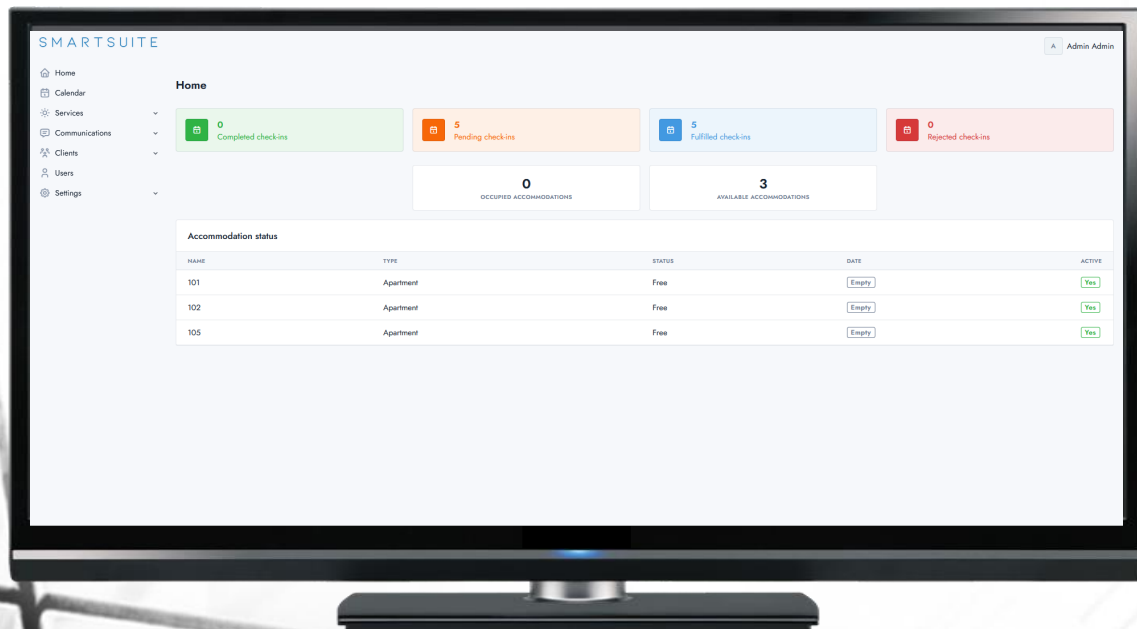 SMARTSUITE
A Admin Admin
Home
Calendar
Services
Communications
Clients
Users
Settings
Home
0
Completed check-ins
5
Pending check-ins
5
Fulfilled check-ins
0
Rejected check-ins
0
OCCUPIED ACCOMMODATIONS
3
AVAILABLE ACCOMMODATIONS
Accommodation status
NAME TYPE STATUS DATE ACTIVE
101 Apartment Free Empty Yes
102 Apartment Free Empty Yes
105 Apartment Free Empty Yes